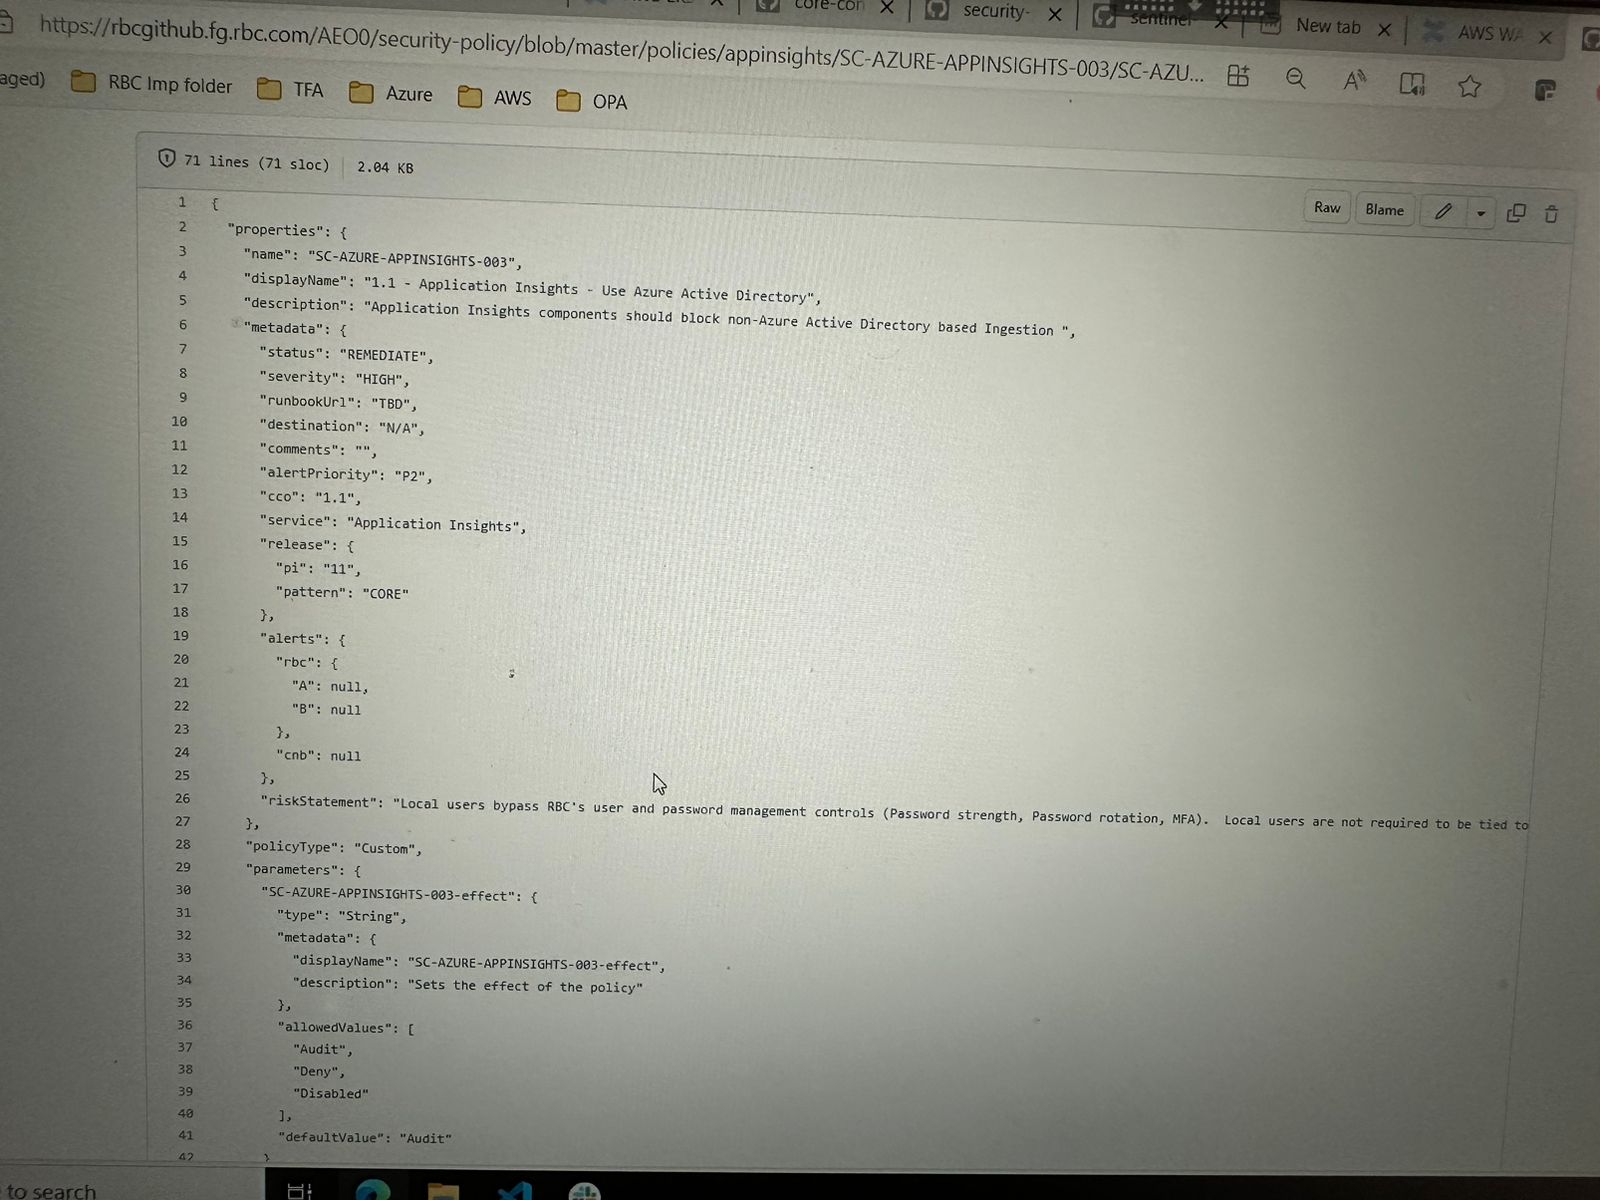 core-con
security-
sentinel-
New tab
AWS WA
https://rbcgithub.fg.rbc.com/AEO0/security-policy/blob/master/policies/appinsights/SC-AZURE-APPINSIGHTS-003/SC-AZU...
aged)
RBC Imp folder
TFA
Azure
AWS
OPA
71 lines (71 sloc) 2.04 KB
Raw
Blame
1 {
2 "properties": {
3 "name": "SC-AZURE-APPINSIGHTS-003",
4 "displayName": "1.1 - Application Insights - Use Azure Active Directory",
5 "description": "Application Insights components should block non-Azure Active Directory based Ingestion ",
6 "metadata": {
7 "status": "REMEDIATE",
8 "severity": "HIGH",
9 "runbookUrl": "TBD",
10 "destination": "N/A",
11 "comments": "",
12 "alertPriority": "P2",
13 "cco": "1.1",
14 "service": "Application Insights",
15 "release": {
16 "pi": "11",
17 "pattern": "CORE"
18 },
19 "alerts": {
20 "rbc": {
21 "A": null,
22 "B": null
23 },
24 "cnb": null
25 },
26 "riskStatement": "Local users bypass RBC's user and password management controls (Password strength, Password rotation, MFA).  Local users are not required to be tied to
27 },
28 "policyType": "Custom",
29 "parameters": {
30 "SC-AZURE-APPINSIGHTS-003-effect": {
31 "type": "String",
32 "metadata": {
33 "displayName": "SC-AZURE-APPINSIGHTS-003-effect",
34 "description": "Sets the effect of the policy"
35 },
36 "allowedValues": [
37 "Audit",
38 "Deny",
39 "Disabled"
40 ],
41 "defaultValue": "Audit"
42 }
to search